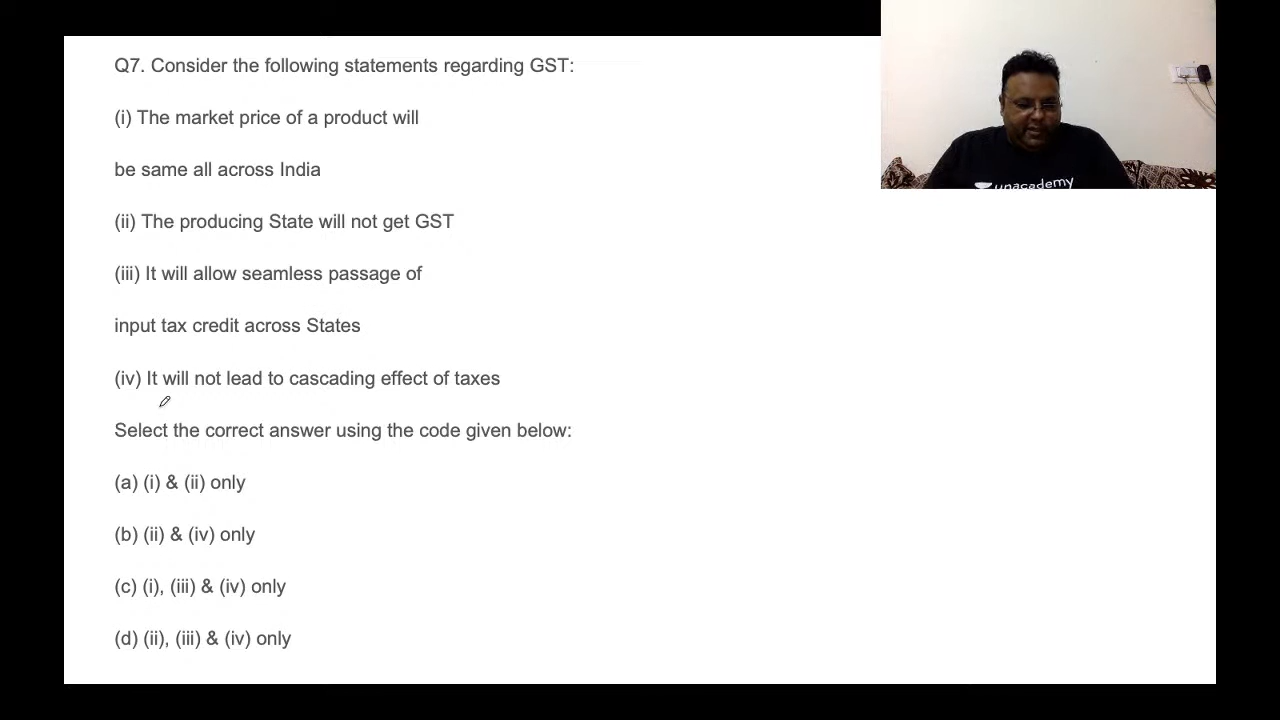 Q7. Consider the following statements regarding GST:
(i) The market price of a product will
be same all across India
(ii) The producing State will not get GST
(iii) It will allow seamless passage of
input tax credit across States
(iv) It will not lead to cascading effect of taxes
Select the correct answer using the code given below:
(a) (i) & (ii) only
(b) (ii) & (iv) only
(c) (i), (iii) & (iv) only
(d) (ii), (iii) & (iv) only
unacademy